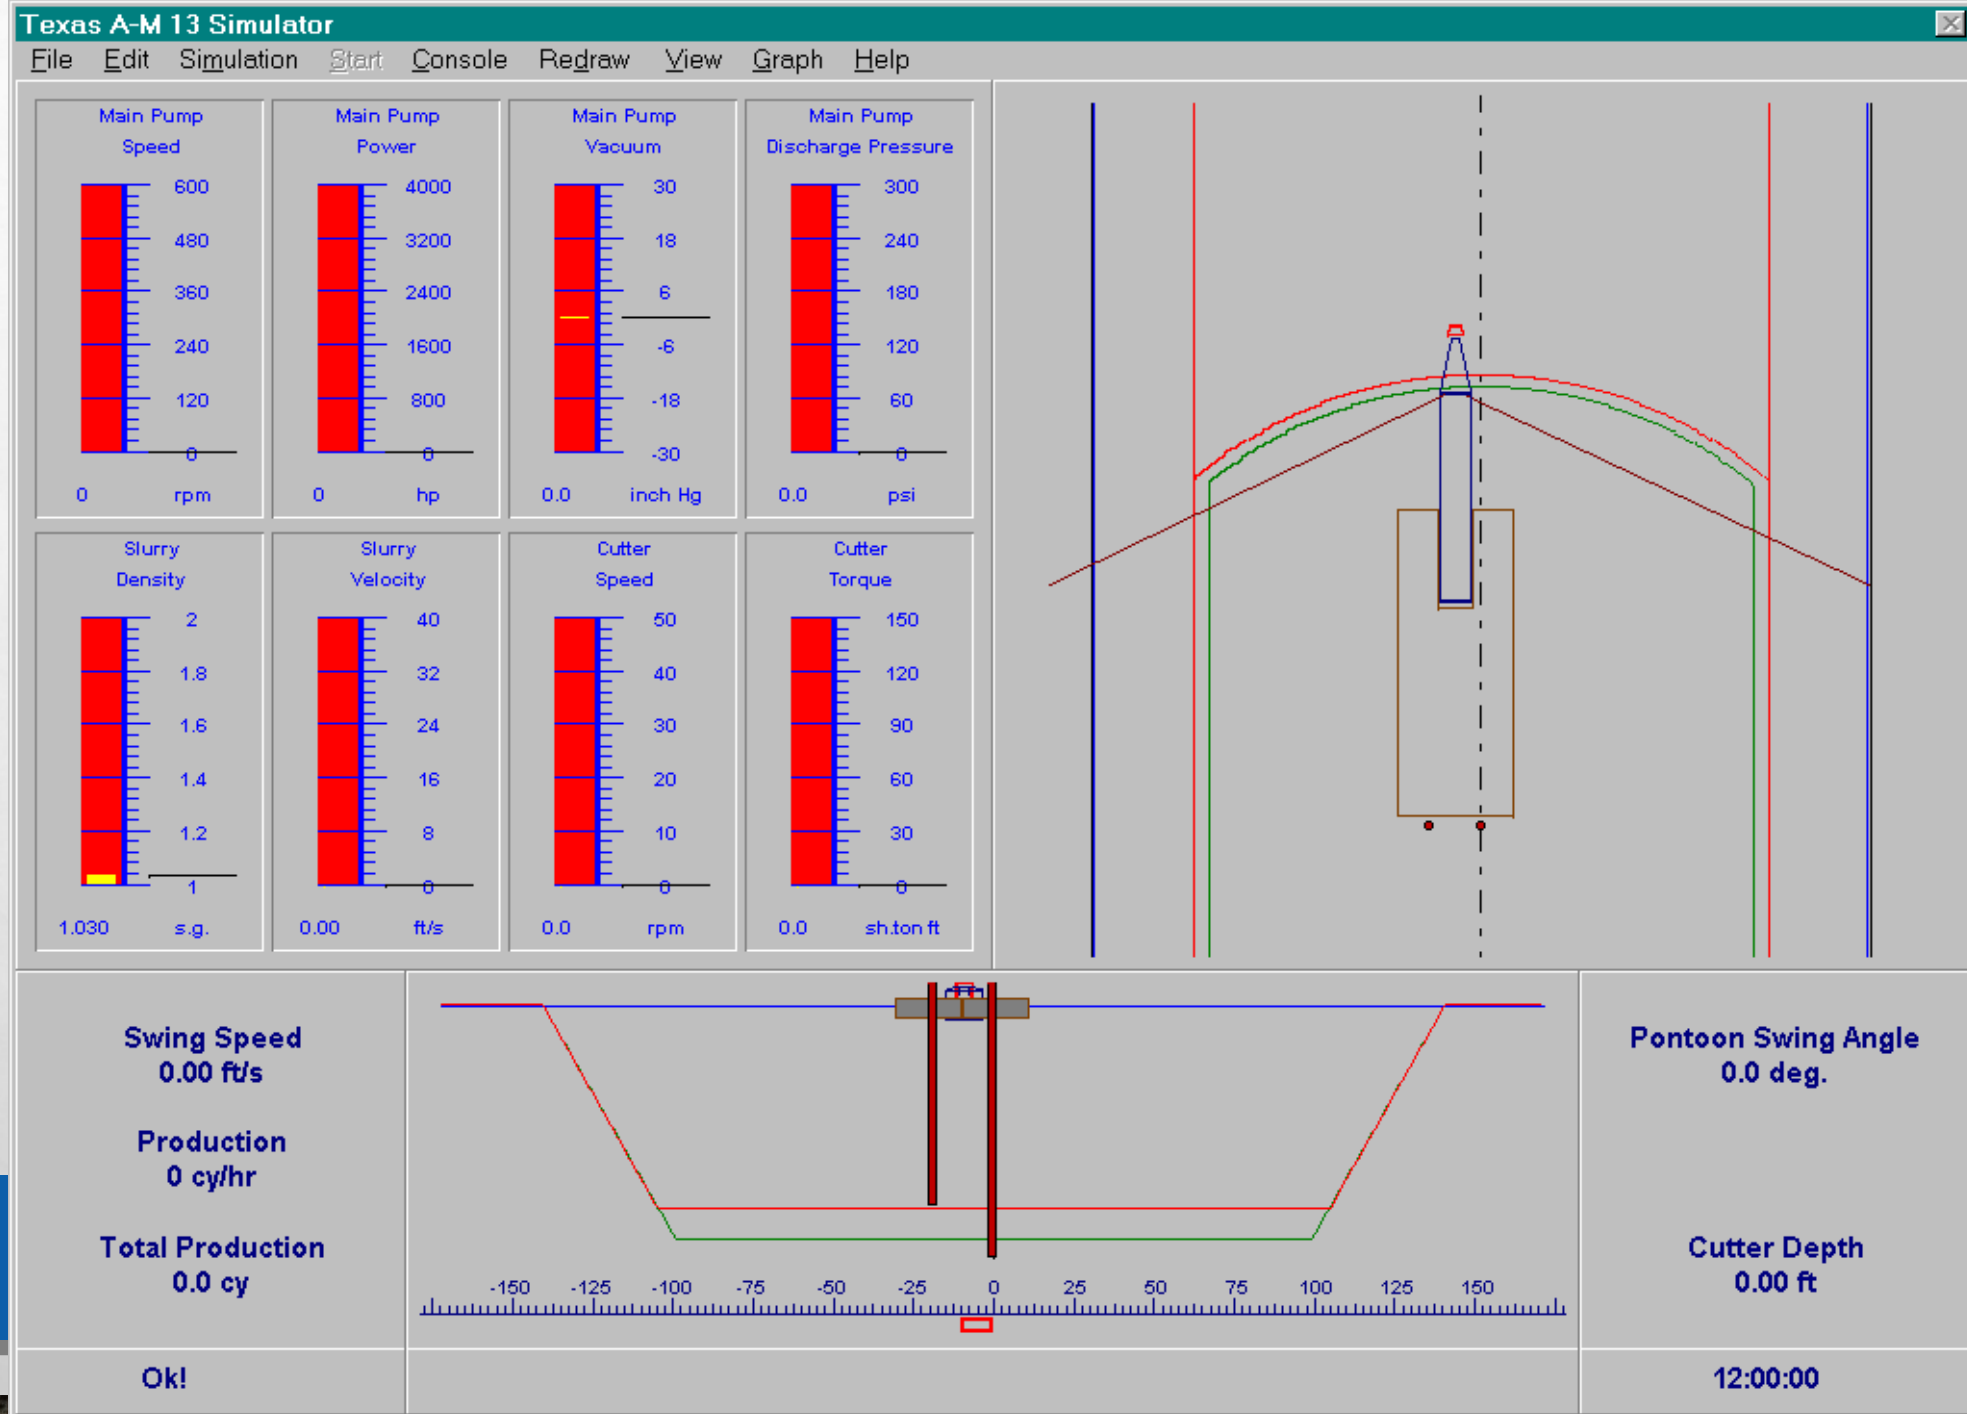 Texas A-M 13 Simulator
File Edit Simulation Start Console Redraw View Graph Help
Main Pump
Speed
600
480
360
240
120
0
0 rpm
Main Pump
Power
4000
3200
2400
1600
800
0
0 hp
Main Pump
Vacuum
30
18
6
-6
-18
-30
0.0 inch Hg
Main Pump
Discharge Pressure
300
240
180
120
60
0
0.0 psi
Slurry
Density
2
1.8
1.6
1.4
1.2
1
1.030 s.g.
Slurry
Velocity
40
32
24
16
8
0
0.00 ft/s
Cutter
Speed
50
40
30
20
10
0
0.0 rpm
Cutter
Torque
150
120
90
60
30
0
0.0 sh.ton ft
Swing Speed
0.00 ft/s
Production
0 cy/hr
Total Production
0.0 cy
-150 -125 -100 -75 -50 -25 0 25 50 75 100 125 150
Pontoon Swing Angle
0.0 deg.
Cutter Depth
0.00 ft
Ok!
12:00:00